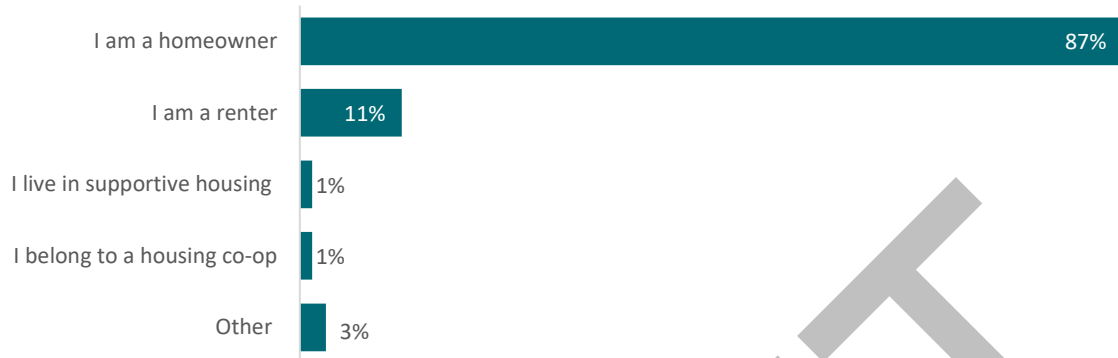 I am a homeowner 87%
I am a renter 11%
I live in supportive housing 1%
I belong to a housing co-op 1%
Other 3%